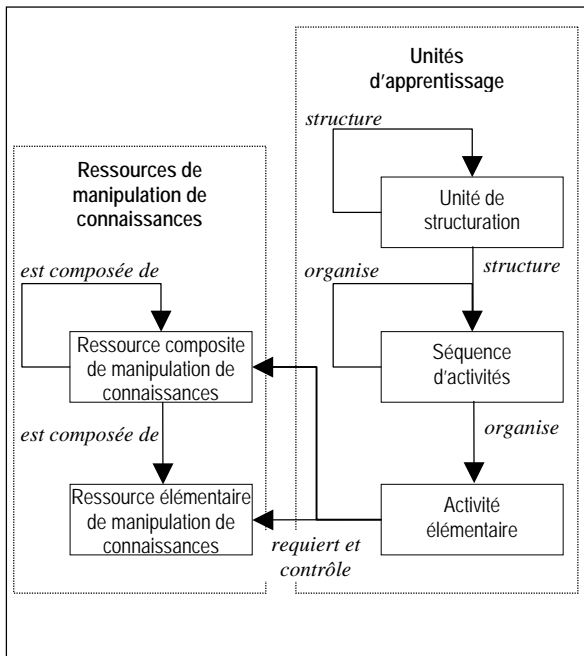 Unités
d'apprentissage
structure
Unité de
structuration
structure
organise
Séquence
d'activités
organise
Activité
élémentaire
Ressources de
manipulation de
connaissances
est composée de
Ressource composite
de manipulation de
connaissances
est composée de
Ressource élémentaire
de manipulation de
connaissances
requiert et
contrôle